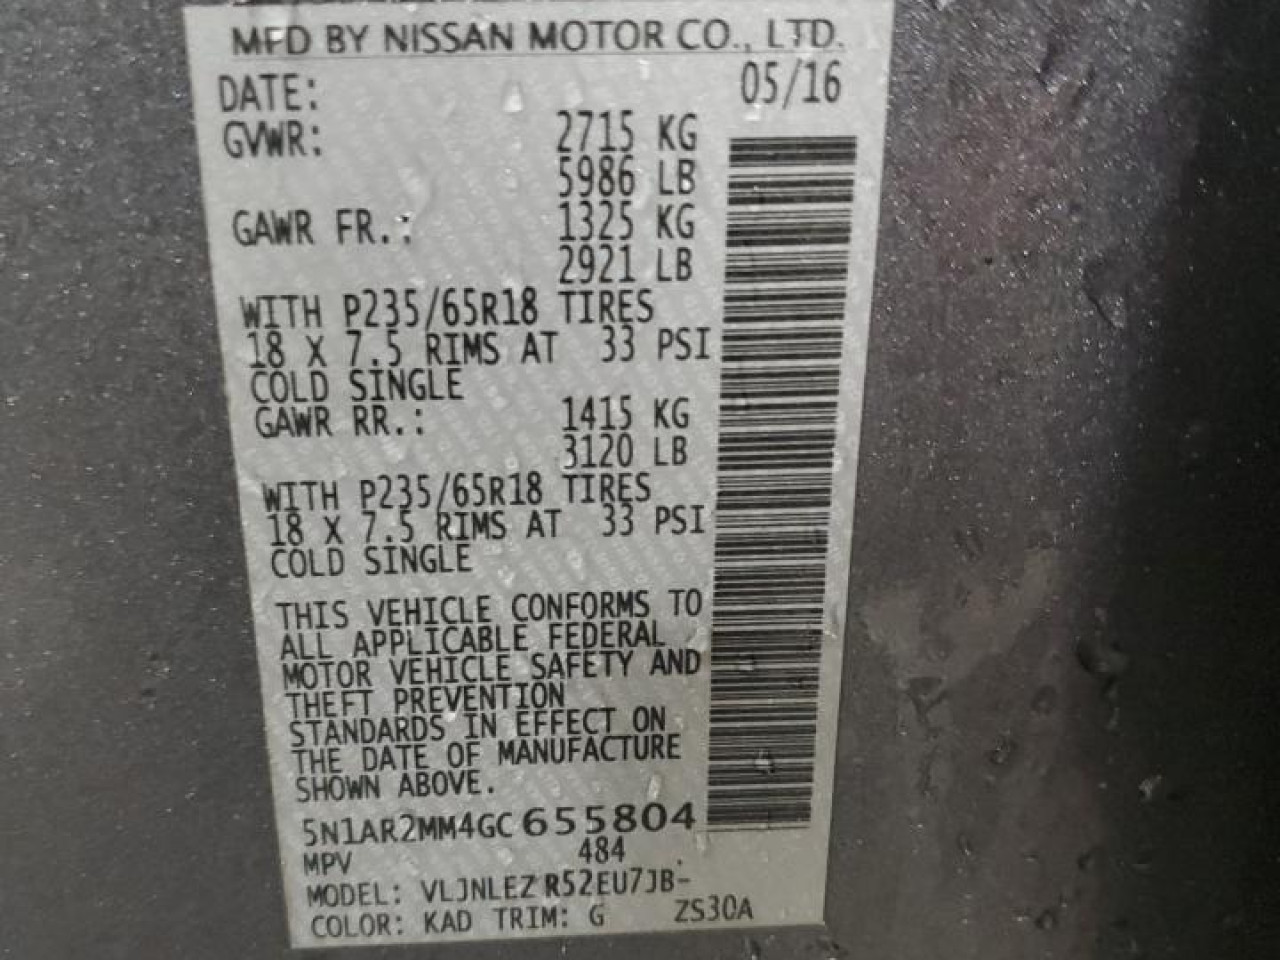 MFD BY NISSAN MOTOR CO., LTD.
DATE: 05/16
GVWR: 2715 KG
5986 LB
GAWR FR.: 1325 KG
2921 LB
WITH P235/65R18 TIRES
18 X 7.5 RIMS AT 33 PSI
COLD SINGLE
GAWR RR.: 1415 KG
3120 LB
WITH P235/65R18 TIRES
18 X 7.5 RIMS AT 33 PSI
COLD SINGLE
THIS VEHICLE CONFORMS TO
ALL APPLICABLE FEDERAL
MOTOR VEHICLE SAFETY AND
THEFT PREVENTION
STANDARDS IN EFFECT ON
THE DATE OF MANUFACTURE
SHOWN ABOVE.
5N1AR2MM4GC655804
MPV 484
MODEL: VLJNLEZ R52EU7JB-
COLOR: KAD TRIM: G ZS30A